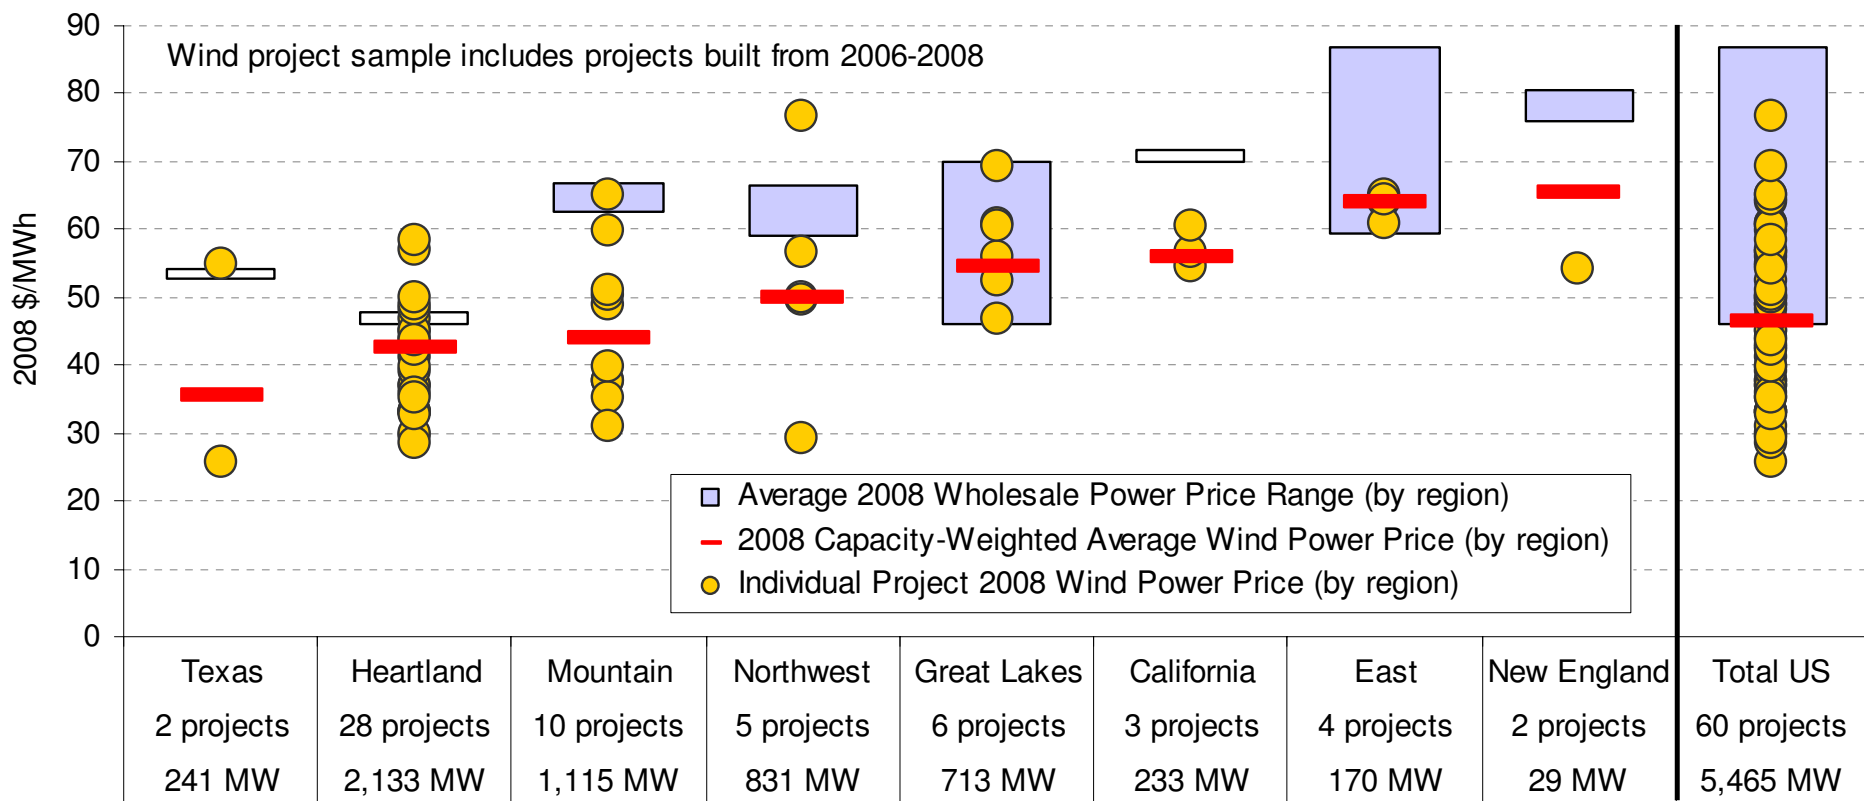 90
Wind project sample includes projects built from 2006-2008
80
70
60
50
40
30
20
10
0
2008 $/MWh
Average 2008 Wholesale Power Price Range (by region)
2008 Capacity-Weighted Average Wind Power Price (by region)
Individual Project 2008 Wind Power Price (by region)
Texas Heartland Mountain Northwest Great Lakes California East New England Total US
2 projects 28 projects 10 projects 5 projects 6 projects 3 projects 4 projects 2 projects 60 projects
241 MW 2,133 MW 1,115 MW 831 MW 713 MW 233 MW 170 MW 29 MW 5,465 MW